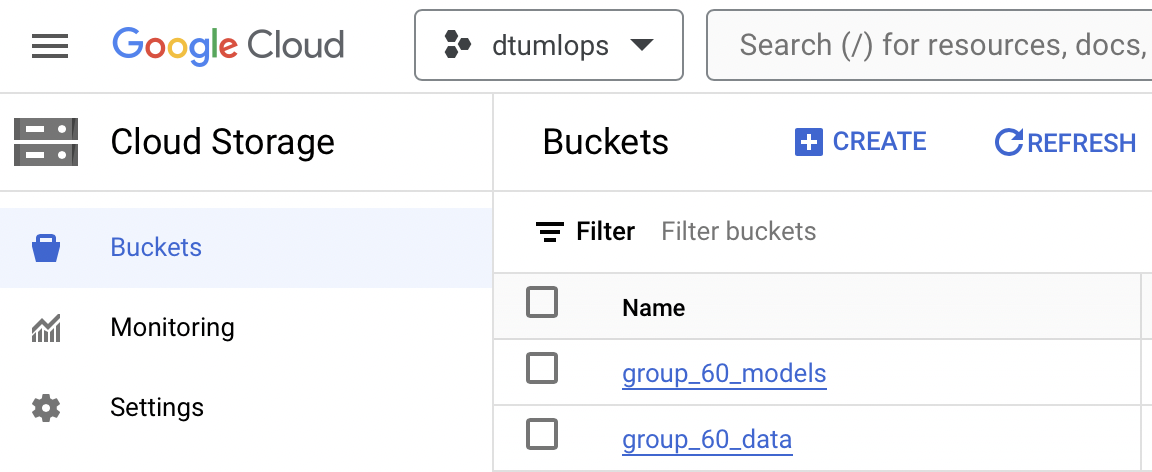 Google Cloud
dtumlops
Search (/) for resources, docs,
Cloud Storage
Buckets
CREATE
REFRESH
Buckets
Filter
Filter buckets
Monitoring
Name
Settings
group_60_models
group_60_data